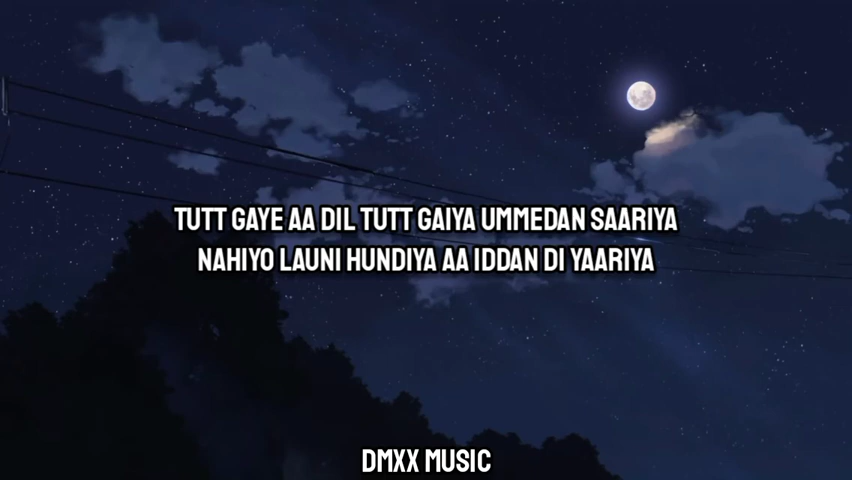 TUTT GAYE AA DIL TUTT GAIYA UMMEDAN SAARIYA
NAHIYO LAUNI HUNDIYA AA IDDAN DI YAARIYA
DMXX MUSIC